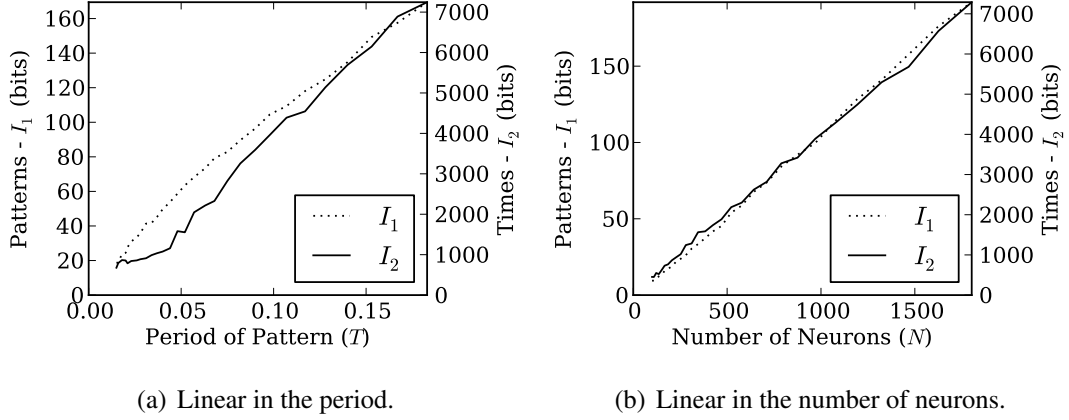 160
140
120
100
80
60
40
20
0
Patterns - I1 (bits)
7000
6000
5000
4000
3000
2000
1000
0
Times - I2 (bits)
I1
I2
0.00 0.05 0.10 0.15
Period of Pattern (T)
(a) Linear in the period.
150
100
50
0
Patterns - I1 (bits)
7000
6000
5000
4000
3000
2000
1000
0
Times - I2 (bits)
I1
I2
0 500 1000 1500
Number of Neurons (N)
(b) Linear in the number of neurons.